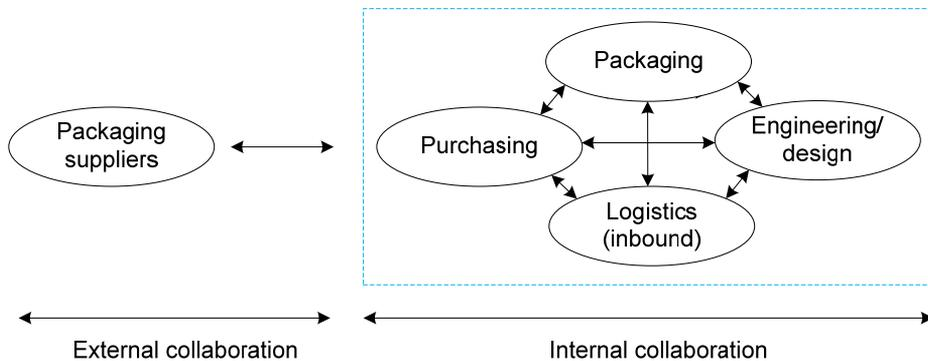 Packaging
Packaging
suppliers
Purchasing
Engineering/
design
Logistics
(inbound)
External collaboration
Internal collaboration